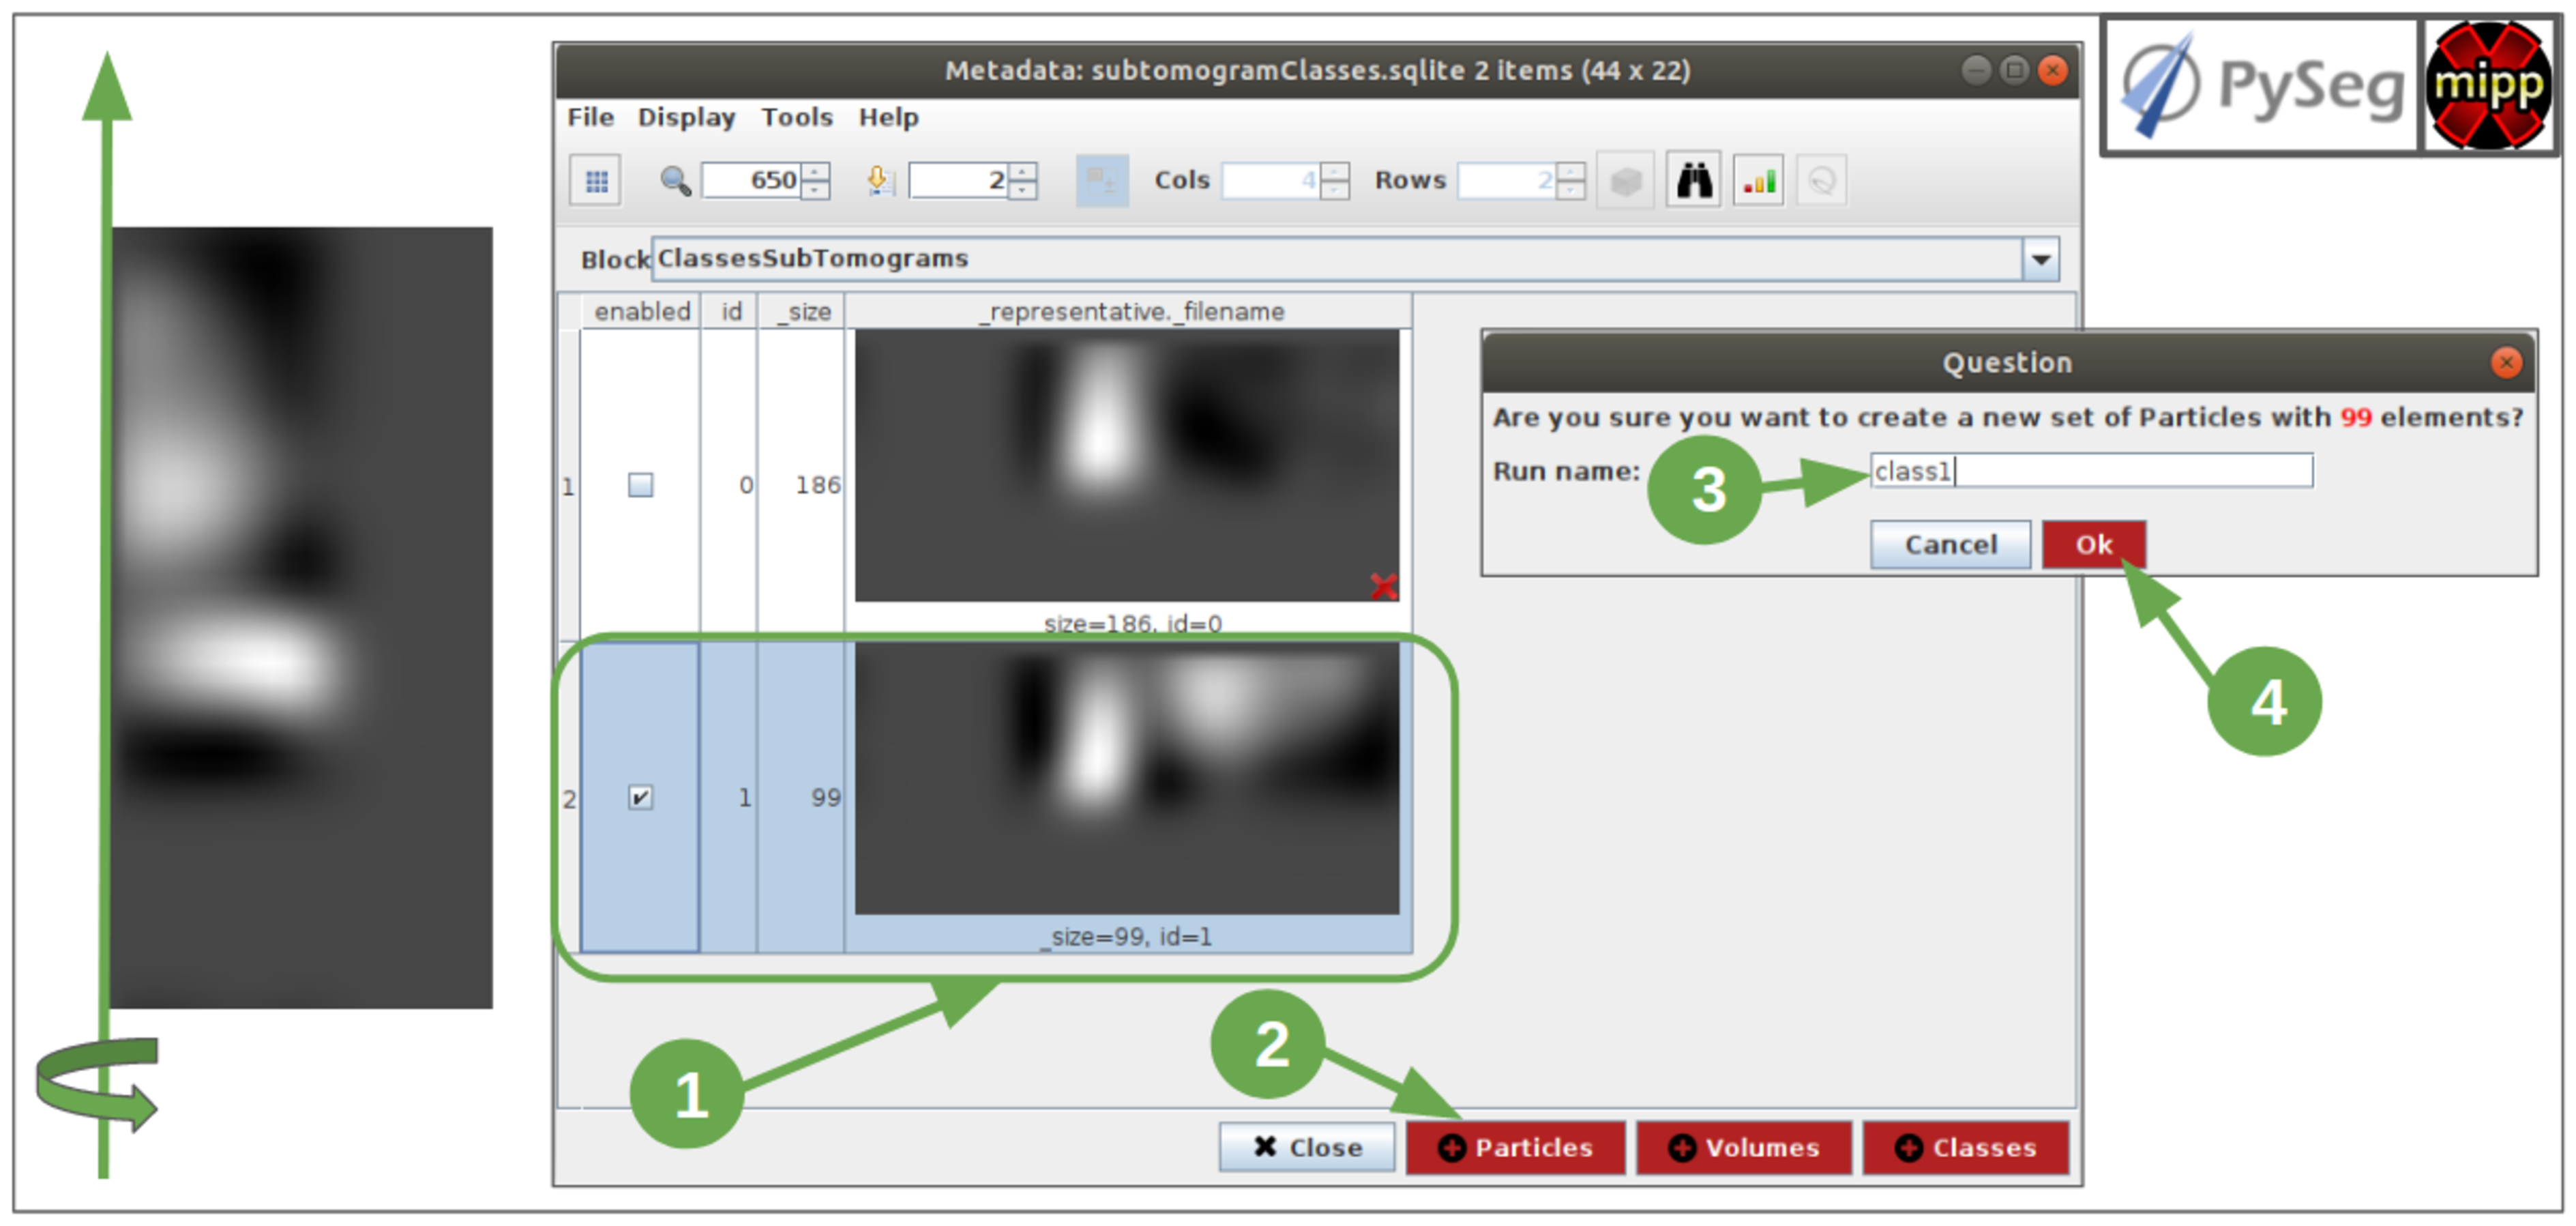 Metadata: subtomogramClasses.sqlite 2 items (44 x 22)
PySeg
mipp
File Display Tools Help
650 2 Cols 4 Rows 2
Block ClassesSubTomograms
enabled id _size _representative._filename
1 0 186
size=186, id=0
2 1 99
_size=99, id=1
Question
Are you sure you want to create a new set of Particles with 99 elements?
Run name: 3 class1
Cancel Ok
4
1
2
Close Particles Volumes Classes